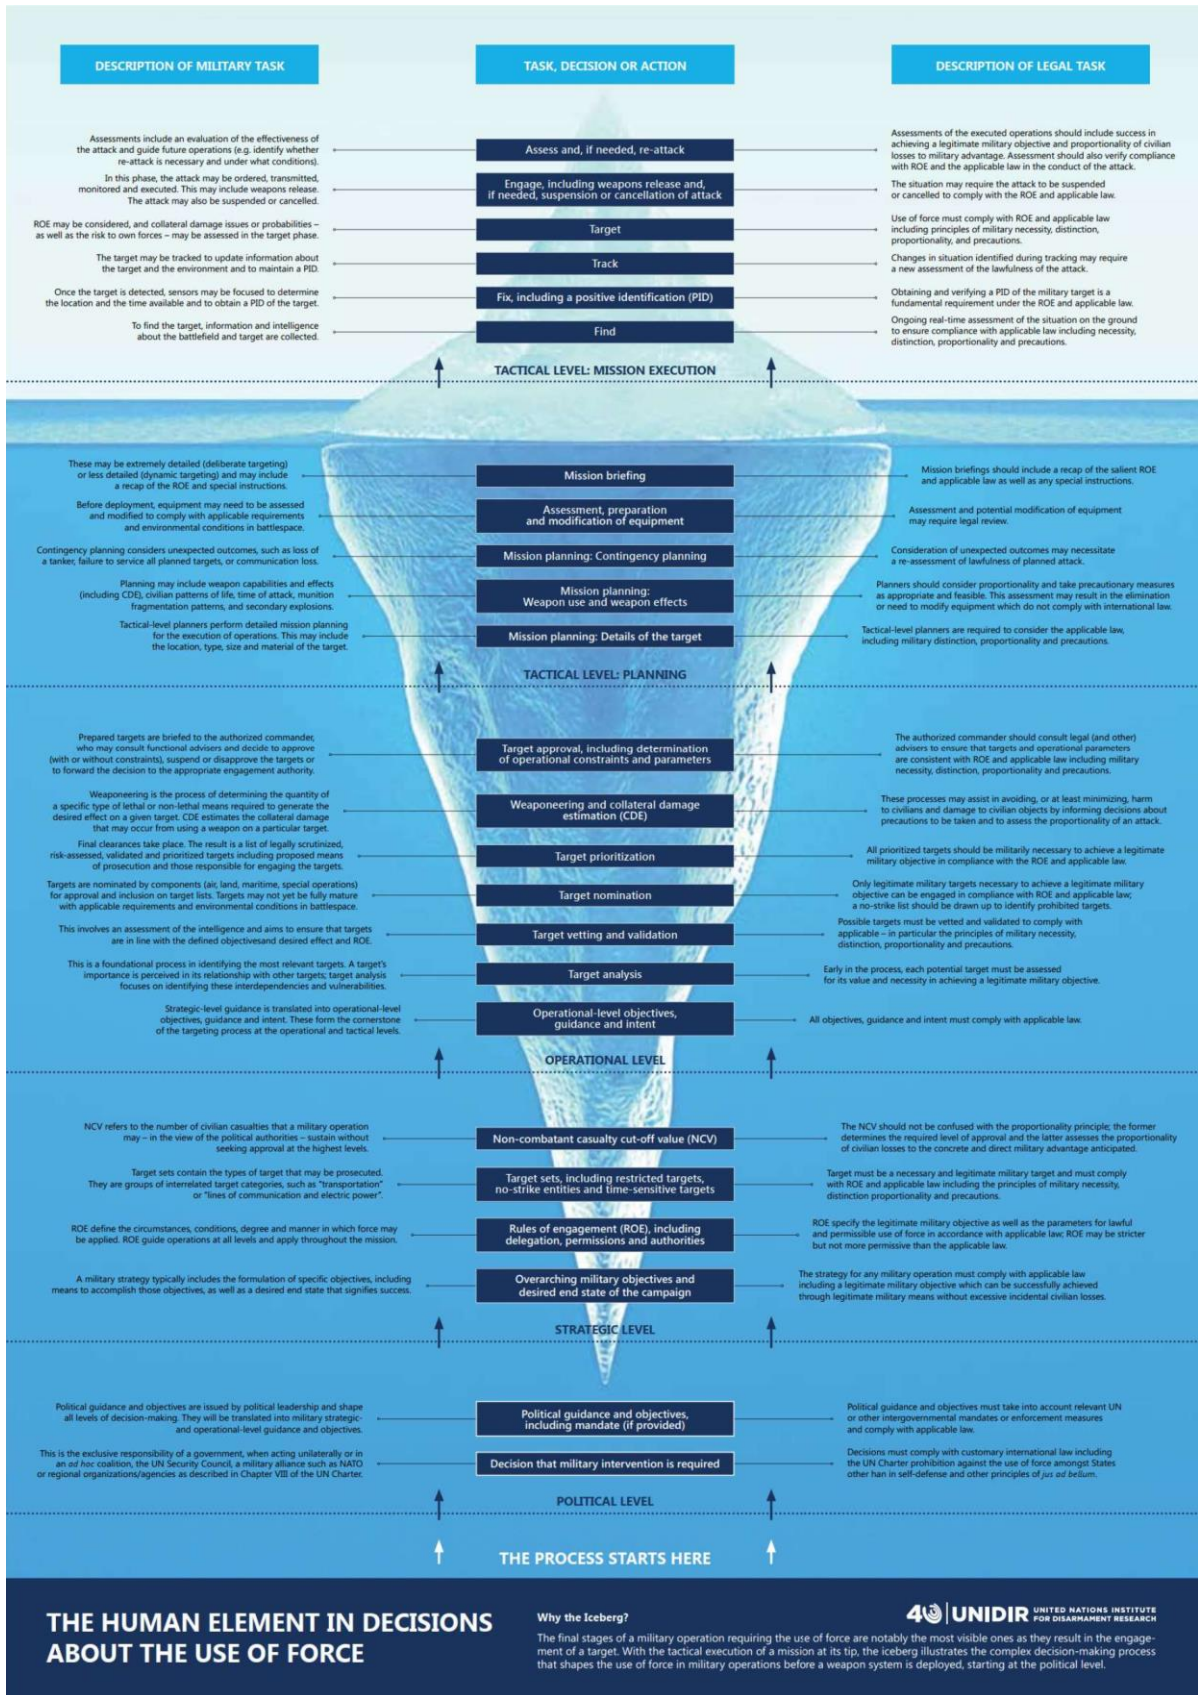 DESCRIPTION OF MILITARY TASK
TASK, DECISION OR ACTION
DESCRIPTION OF LEGAL TASK
Assessments include an evaluation of the effectiveness of
the attack and guide future operations (e.g. identify whether
re-attack is necessary and under what conditions).
Assess and, if needed, re-attack
Assessments of the executed operations should include success in
achieving a legitimate military objective and proportionality of civilian
losses to military advantage. Assessment should also verify compliance
with ROE and the applicable law in the conduct of the attack.
In this phase, the attack may be ordered, transmitted,
monitored and executed. This may include weapons release.
The attack may also be suspended or cancelled.
Engage, including weapons release and,
if needed, suspension or cancellation of attack
The situation may require the attack to be suspended
or cancelled to comply with the ROE and applicable law.
ROE may be considered, and collateral damage issues or probabilities –
as well as the risk to own forces – may be assessed in the target phase.
Target
Use of force must comply with ROE and applicable law
including principles of military necessity, distinction,
proportionality, and precautions.
The target may be tracked to update information about
the target and the environment and to maintain a PID.
Track
Changes in situation identified during tracking may require
a new assessment of the lawfulness of the attack.
Once the target is detected, sensors may be focused to determine
the location and the time available and to obtain a PID of the target.
Fix, including a positive identification (PID)
Obtaining and verifying a PID of the military target is a
fundamental requirement under the ROE and applicable law.
To find the target, information and intelligence
about the battlefield and target are collected.
Find
Ongoing real-time assessment of the situation on the ground
to ensure compliance with applicable law including necessity,
distinction, proportionality and precautions.
TACTICAL LEVEL: MISSION EXECUTION
These may be extremely detailed (deliberate targeting)
or less detailed (dynamic targeting) and may include
a recap of the ROE and special instructions.
Mission briefing
Mission briefings should include a recap of the salient ROE
and applicable law as well as any special instructions.
Before deployment, equipment may need to be assessed
and modified to comply with applicable requirements
and environmental conditions in battlespace.
Assessment, preparation
and modification of equipment
Assessment and potential modification of equipment
may require legal review.
Contingency planning considers unexpected outcomes, such as loss of
a tanker, failure to service all planned targets, or communication loss.
Mission planning: Contingency planning
Consideration of unexpected outcomes may necessitate
a re-assessment of lawfulness of planned attack.
Planning may include weapon capabilities and effects
(including CDE), civilian patterns of life, time of attack, munition
fragmentation patterns, and secondary explosions.
Mission planning:
Weapon use and weapon effects
Planners should consider proportionality and take precautionary measures
as appropriate and feasible. This assessment may result in the elimination
or need to modify equipment which do not comply with international law.
Tactical-level planners perform detailed mission planning
for the execution of operations. This may include
the location, type, size and material of the target.
Mission planning: Details of the target
Tactical-level planners are required to consider the applicable law,
including military distinction, proportionality and precautions.
TACTICAL LEVEL: PLANNING
Prepared targets are briefed to the authorized commander,
who may consult functional advisers and decide to approve
(with or without constraints), suspend or disapprove the targets or
to forward the decision to the appropriate engagement authority.
Target approval, including determination
of operational constraints and parameters
The authorized commander should consult legal (and other)
advisers to ensure that targets and operational parameters
are consistent with ROE and applicable law including military
necessity, distinction, proportionality and precautions.
Weaponeering is the process of determining the quantity of
a specific type of lethal or non-lethal means required to generate the
desired effect on a given target. CDE estimates the collateral damage
that may occur from using a weapon on a particular target.
Weaponeering and collateral damage
estimation (CDE)
These processes may assist in avoiding, or at least minimizing, harm
to civilians and damage to civilian objects by informing decisions about
precautions to be taken and to assess the proportionality of an attack.
Final clearances take place. The result is a list of legally scrutinized,
risk-assessed, validated and prioritized targets including proposed means
of prosecution and those responsible for engaging the targets.
Target prioritization
All prioritized targets should be militarily necessary to achieve a legitimate
military objective in compliance with the ROE and applicable law.
Targets are nominated by components (air, land, maritime, special operations)
for approval and inclusion on target lists. Targets may not yet be fully mature
with applicable requirements and environmental conditions in battlespace.
Target nomination
Only legitimate military targets necessary to achieve a legitimate military
objective can be engaged in compliance with ROE and applicable law;
a no-strike list should be drawn up to identify prohibited targets.
This involves an assessment of the intelligence and aims to ensure that targets
are in line with the defined objectivesand desired effect and ROE.
Target vetting and validation
Possible targets must be vetted and validated to comply with
applicable – in particular the principles of military necessity,
distinction, proportionality and precautions.
This is a foundational process in identifying the most relevant targets. A target's
importance is perceived in its relationship with other targets; target analysis
focuses on identifying these interdependencies and vulnerabilities.
Target analysis
Early in the process, each potential target must be assessed
for its value and necessity in achieving a legitimate military objective.
Strategic-level guidance is translated into operational-level
objectives, guidance and intent. These form the cornerstone
of the targeting process at the operational and tactical levels.
Operational-level objectives,
guidance and intent
All objectives, guidance and intent must comply with applicable law.
OPERATIONAL LEVEL
NCV refers to the number of civilian casualties that a military operation
may – in the view of the political authorities – sustain without
seeking approval at the highest levels.
Non-combatant casualty cut-off value (NCV)
The NCV should not be confused with the proportionality principle; the former
determines the required level of approval and the latter assesses the proportionality
of civilian losses to the concrete and direct military advantage anticipated.
Target sets contain the types of target that may be prosecuted.
They are groups of interrelated target categories, such as "transportation"
or "lines of communication and electric power".
Target sets, including restricted targets,
no-strike entities and time-sensitive targets
Target must be a necessary and legitimate military target and must comply
with ROE and applicable law including the principles of military necessity,
distinction proportionality and precautions.
ROE define the circumstances, conditions, degree and manner in which force may
be applied. ROE guide operations at all levels and apply throughout the mission.
Rules of engagement (ROE), including
delegation, permissions and authorities
ROE specify the legitimate military objective as well as the parameters for lawful
and permissible use of force in accordance with applicable law; ROE may be stricter
but not more permissive than the applicable law.
A military strategy typically includes the formulation of specific objectives, including
means to accomplish those objectives, as well as a desired end state that signifies success.
Overarching military objectives and
desired end state of the campaign
The strategy for any military operation must comply with applicable law
including a legitimate military objective which can be successfully achieved
through legitimate military means without excessive incidental civilian losses.
STRATEGIC LEVEL
Political guidance and objectives are issued by political leadership and shape
all levels of decision-making. They will be translated into military strategic-
and operational-level guidance and objectives.
Political guidance and objectives,
including mandate (if provided)
Political guidance and objectives must take into account relevant UN
or other intergovernmental mandates or enforcement measures
and comply with applicable law.
This is the exclusive responsibility of a government, when acting unilaterally or in
an ad hoc coalition, the UN Security Council, a military alliance such as NATO
or regional organizations/agencies as described in Chapter VIII of the UN Charter.
Decision that military intervention is required
Decisions must comply with customary international law including
the UN Charter prohibition against the use of force amongst States
other han in self-defense and other principles of jus ad bellum.
POLITICAL LEVEL
THE PROCESS STARTS HERE
THE HUMAN ELEMENT IN DECISIONS
ABOUT THE USE OF FORCE
Why the Iceberg?
40 UNIDIR UNITED NATIONS INSTITUTE
FOR DISARMAMENT RESEARCH
The final stages of a military operation requiring the use of force are notably the most visible ones as they result in the engage-
ment of a target. With the tactical execution of a mission at its tip, the iceberg illustrates the complex decision-making process
that shapes the use of force in military operations before a weapon system is deployed, starting at the political level.